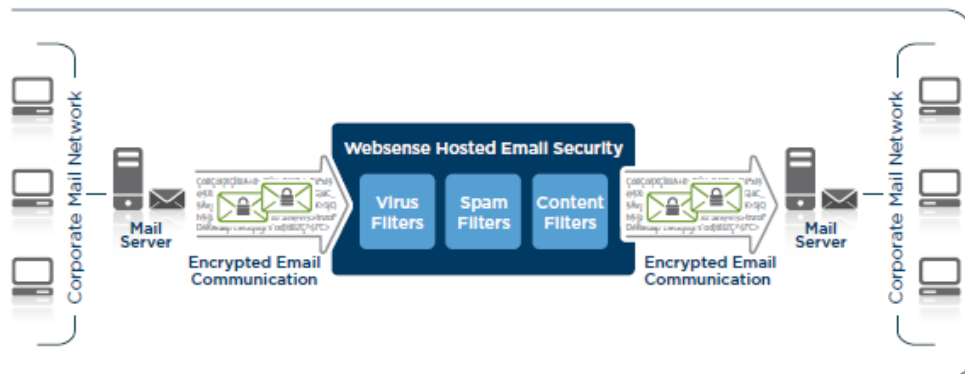 Corporate Mail Network
Mail
Server
Encrypted Email
Communication
Websense Hosted Email Security
Virus
Filters
Spam
Filters
Content
Filters
Encrypted Email
Communication
Mail
Server
Corporate Mail Network